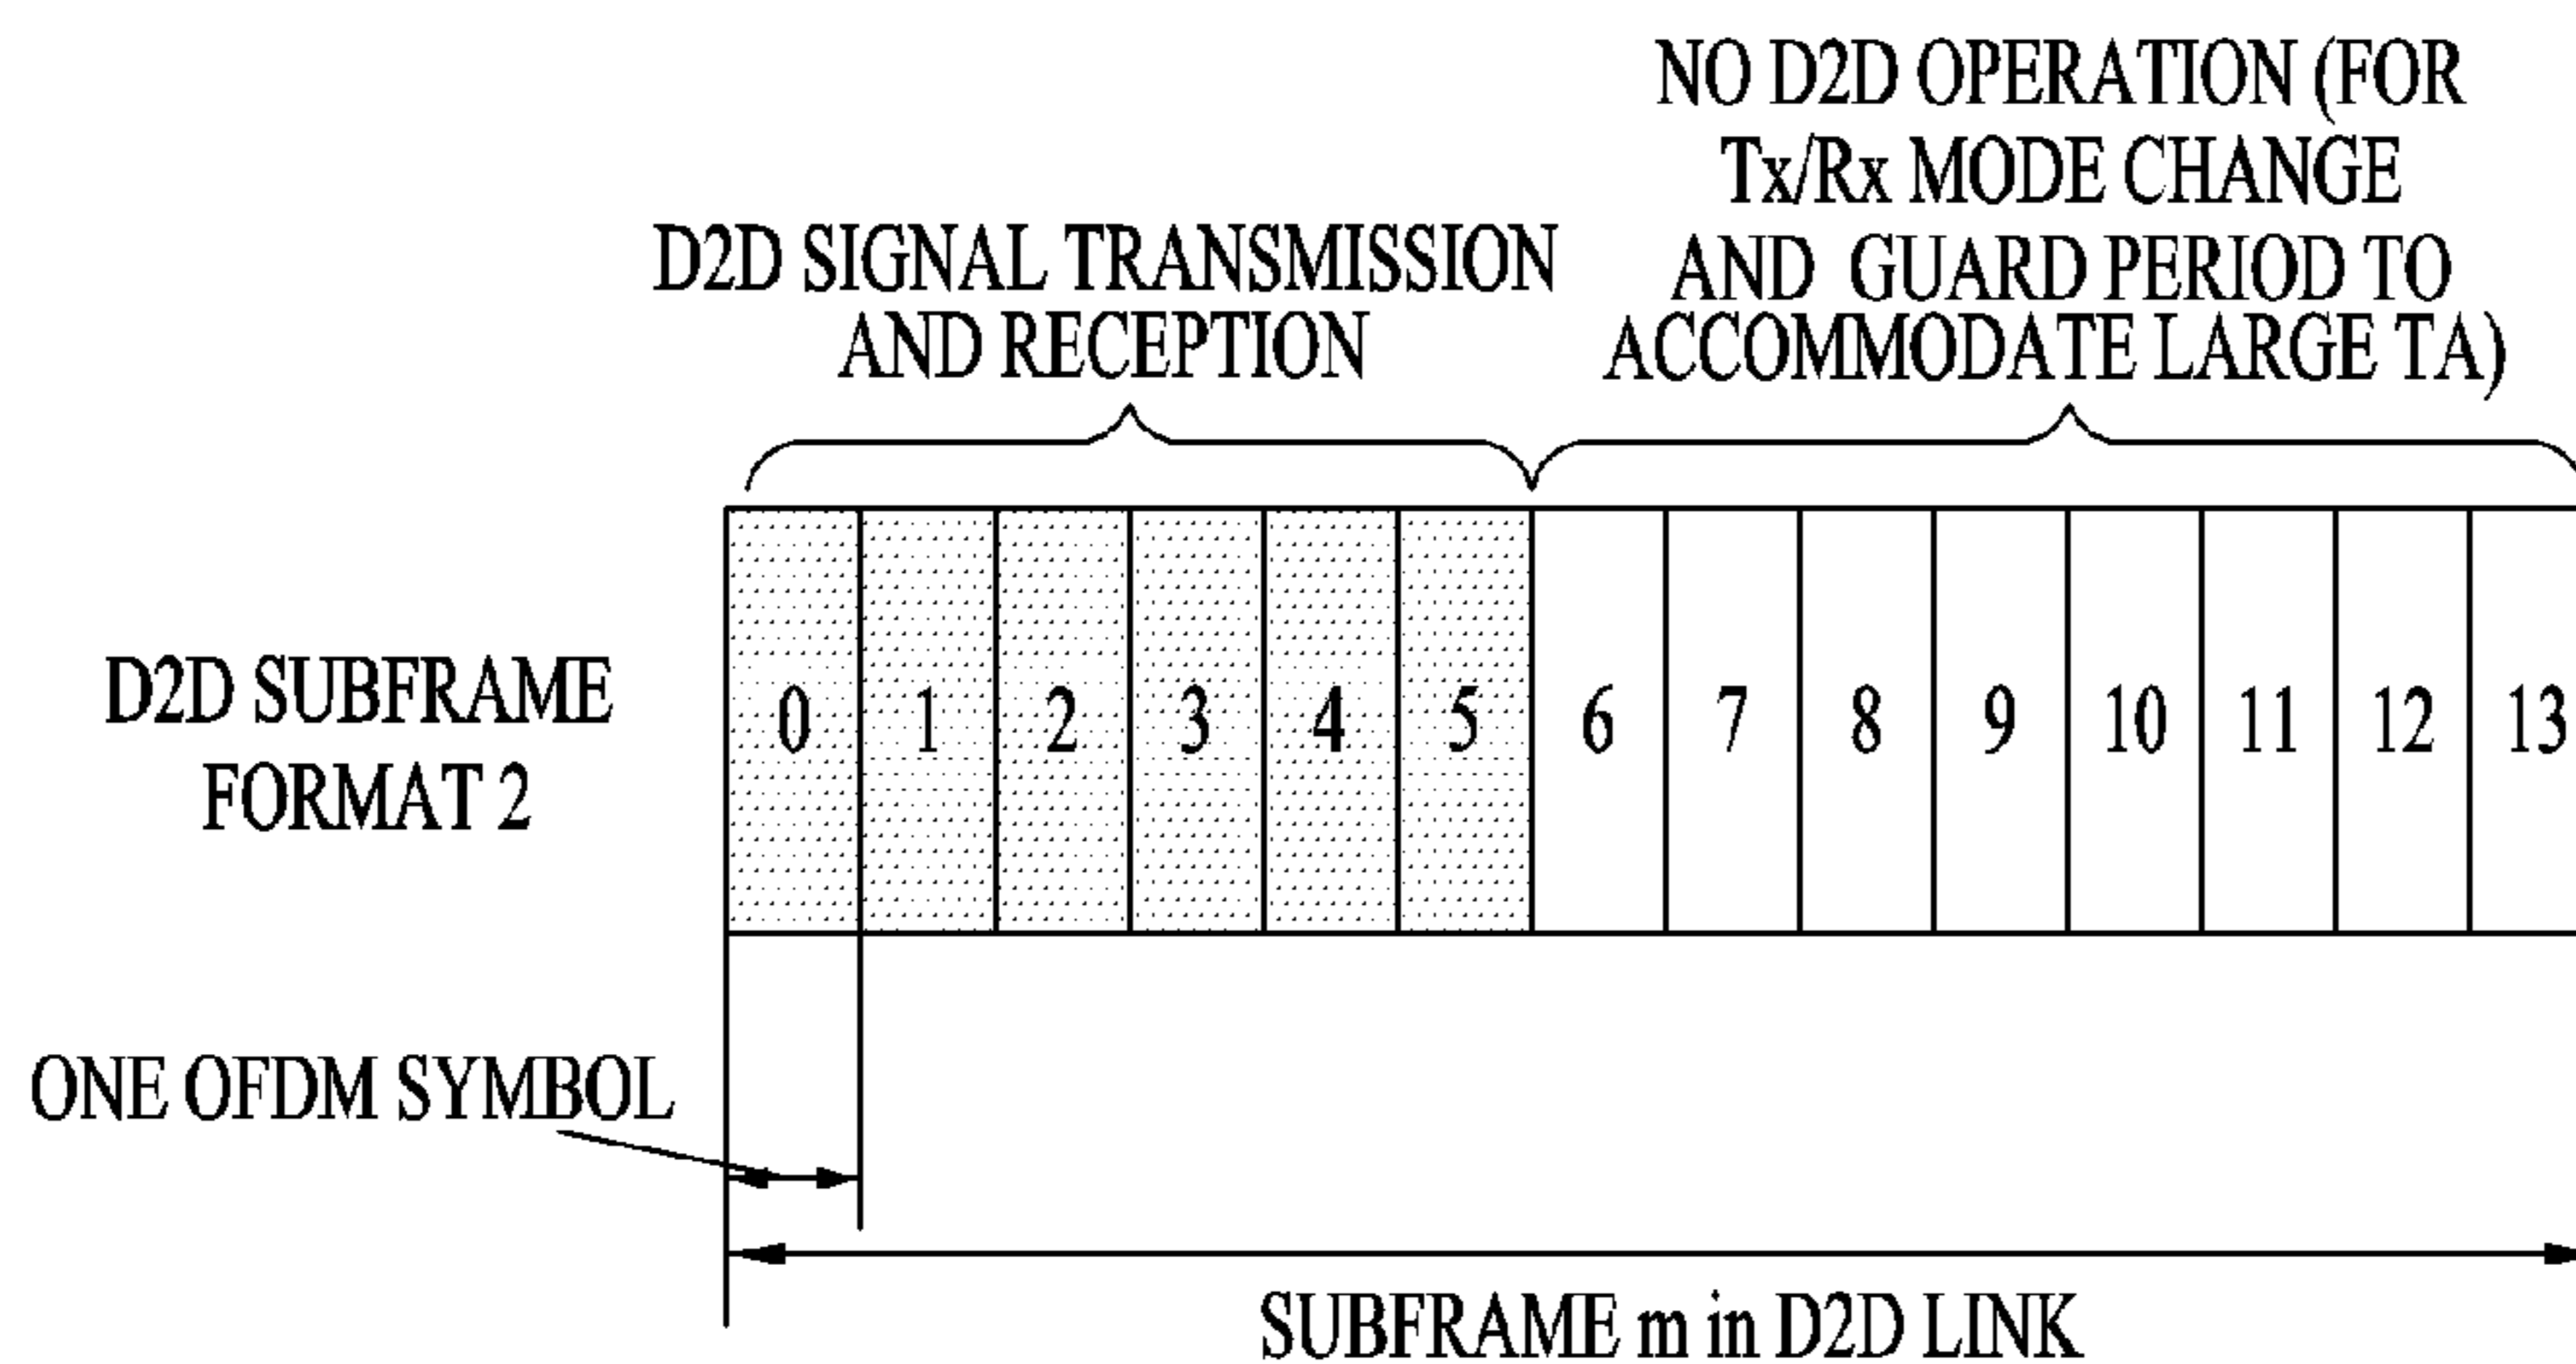 NO D2D OPERATION (FOR
Tx/Rx MODE CHANGE
AND GUARD PERIOD TO
ACCOMMODATE LARGE TA)
D2D SIGNAL TRANSMISSION
AND RECEPTION
D2D SUBFRAME
FORMAT 2
0 1 2 3 4 5 6 7 8 9 10 11 12 13
ONE OFDM SYMBOL
SUBFRAME m in D2D LINK